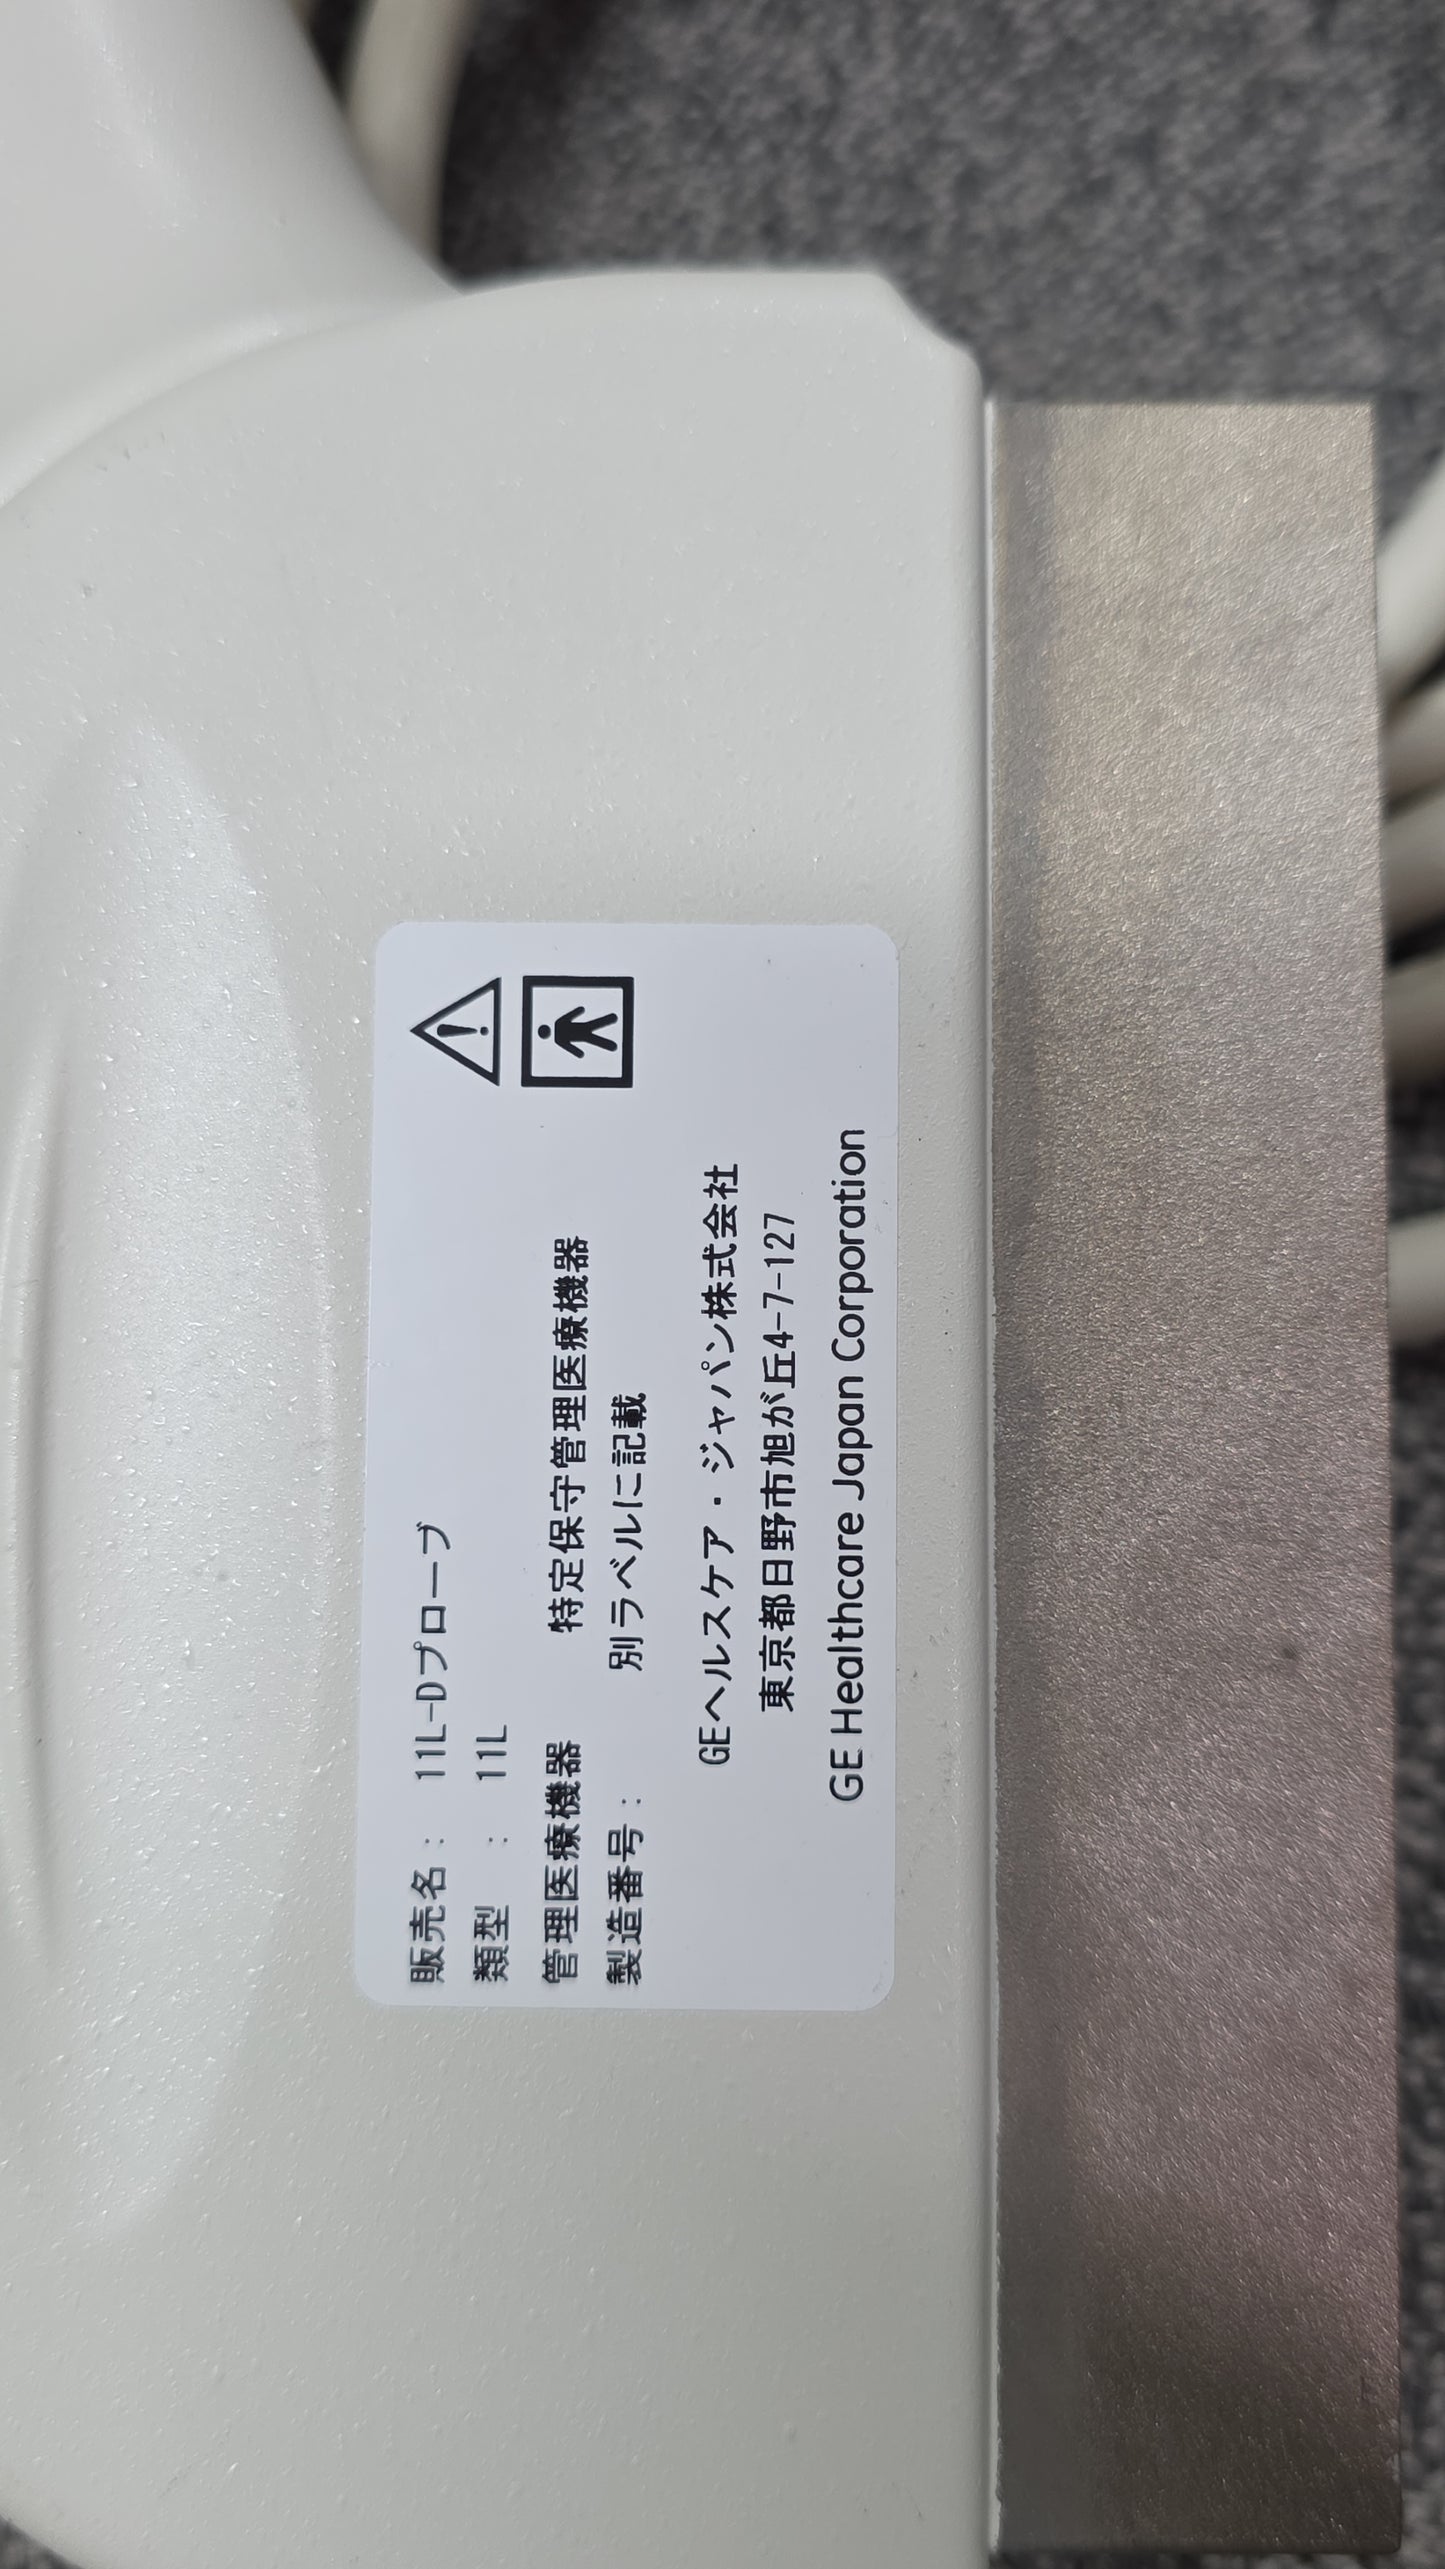 販売名： 11L-Dプローブ
類型 ： 11L
管理医療機器 特定保守管理医療機器
製造番号： 別ラベルに記載
GEヘルスケア・ジャパン株式会社
東京都日野市旭が丘4-7-127
GE Healthcare Japan Corporation